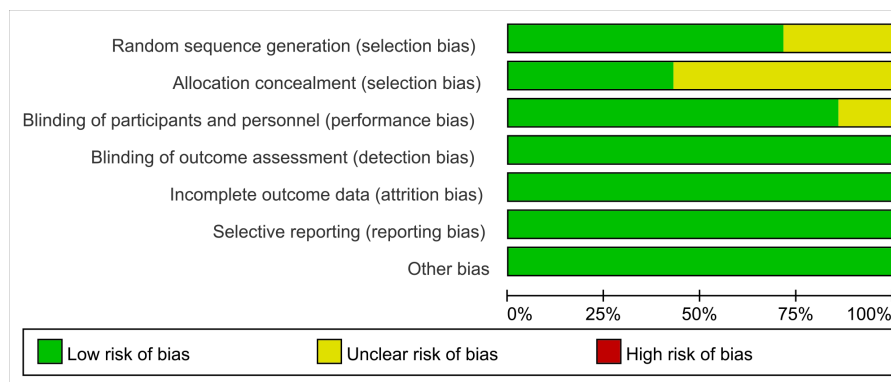 Random sequence generation (selection bias)
Allocation concealment (selection bias)
Blinding of participants and personnel (performance bias)
Blinding of outcome assessment (detection bias)
Incomplete outcome data (attrition bias)
Selective reporting (reporting bias)
Other bias
0% 25% 50% 75% 100%
Low risk of bias Unclear risk of bias High risk of bias